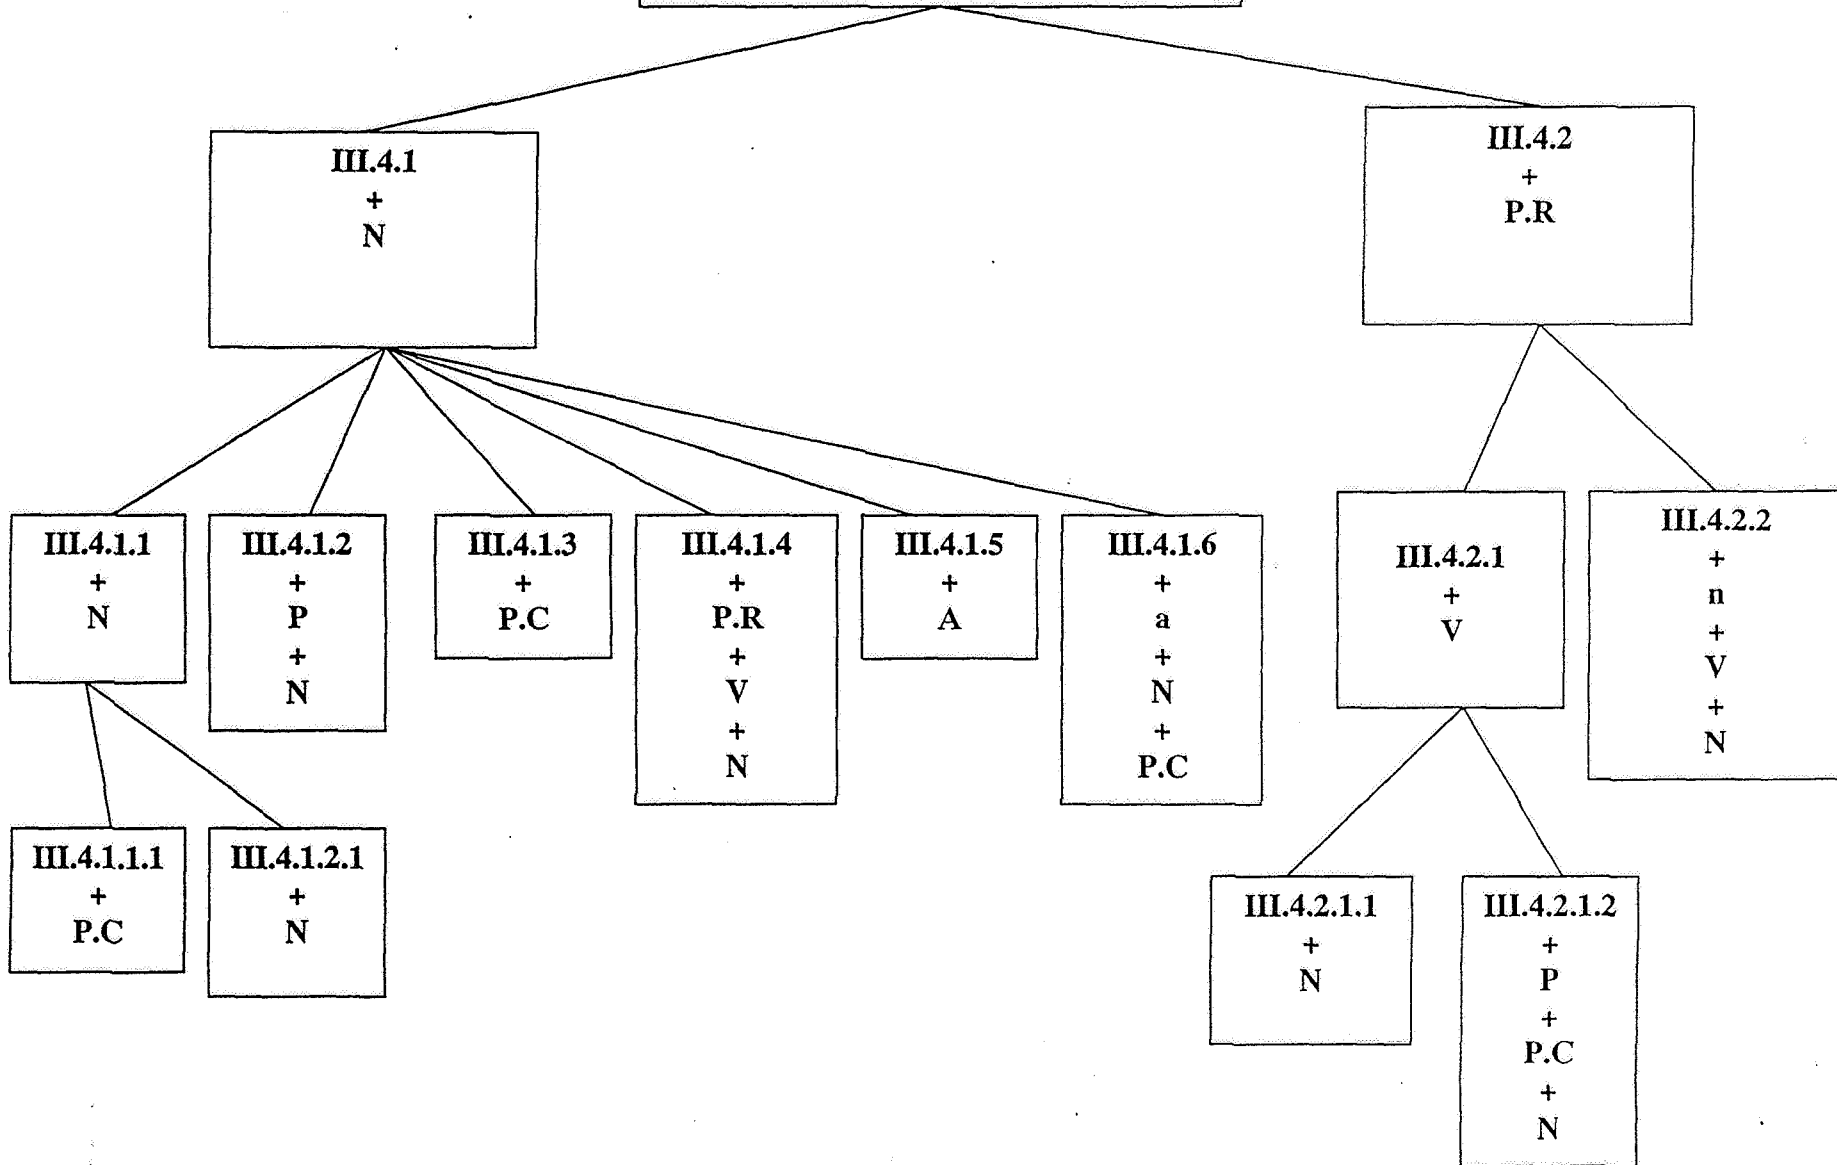 III.4.1
+
N
III.4.2
+
P.R
III.4.1.1
+
N
III.4.1.2
+
P
+
N
III.4.1.3
+
P.C
III.4.1.4
+
P.R
+
V
+
N
III.4.1.5
+
A
III.4.1.6
+
a
+
N
+
P.C
III.4.2.1
+
V
III.4.2.2
+
n
+
V
+
N
III.4.1.1.1
+
P.C
III.4.1.2.1
+
N
III.4.2.1.1
+
N
III.4.2.1.2
+
P
+
P.C
+
N